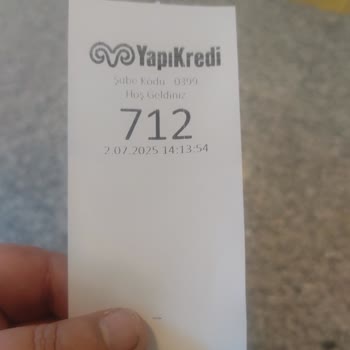 YapıKredi
Şube Kodu : 0399
Hoş Geldiniz
712
2.07.2025 14:13:54